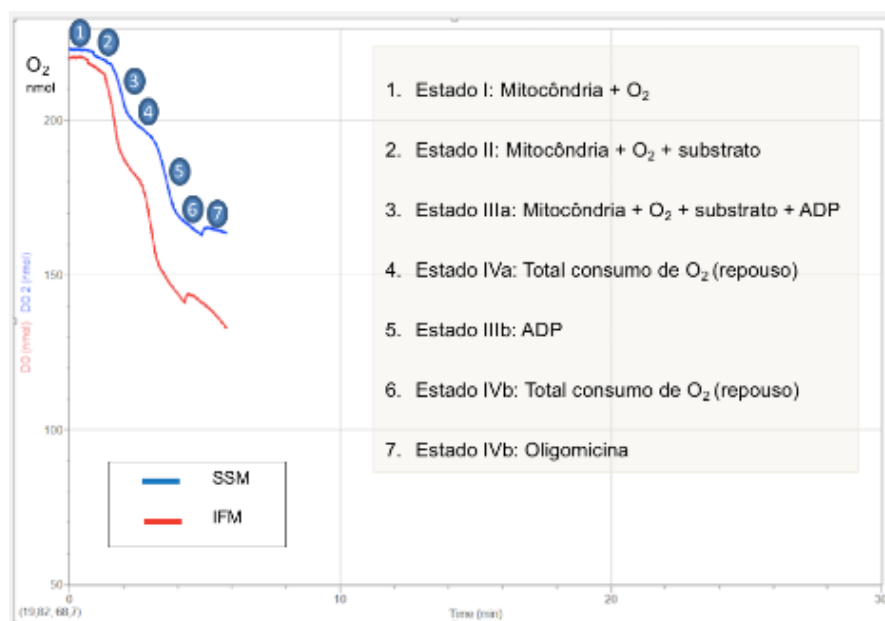 1
2
3
4
5
6
7
O₂
nmol
200
150
100
50
DO (nmol) DO 2 (nmol)
1. Estado I: Mitocôndria + O₂
2. Estado II: Mitocôndria + O₂ + substrato
3. Estado IIIa: Mitocôndria + O₂ + substrato + ADP
4. Estado IVa: Total consumo de O₂ (repouso)
5. Estado IIIb: ADP
6. Estado IVb: Total consumo de O₂ (repouso)
7. Estado IVb: Oligomicina
SSM
IFM
0
10
20
30
(19,82, 68,7)
Time (min)